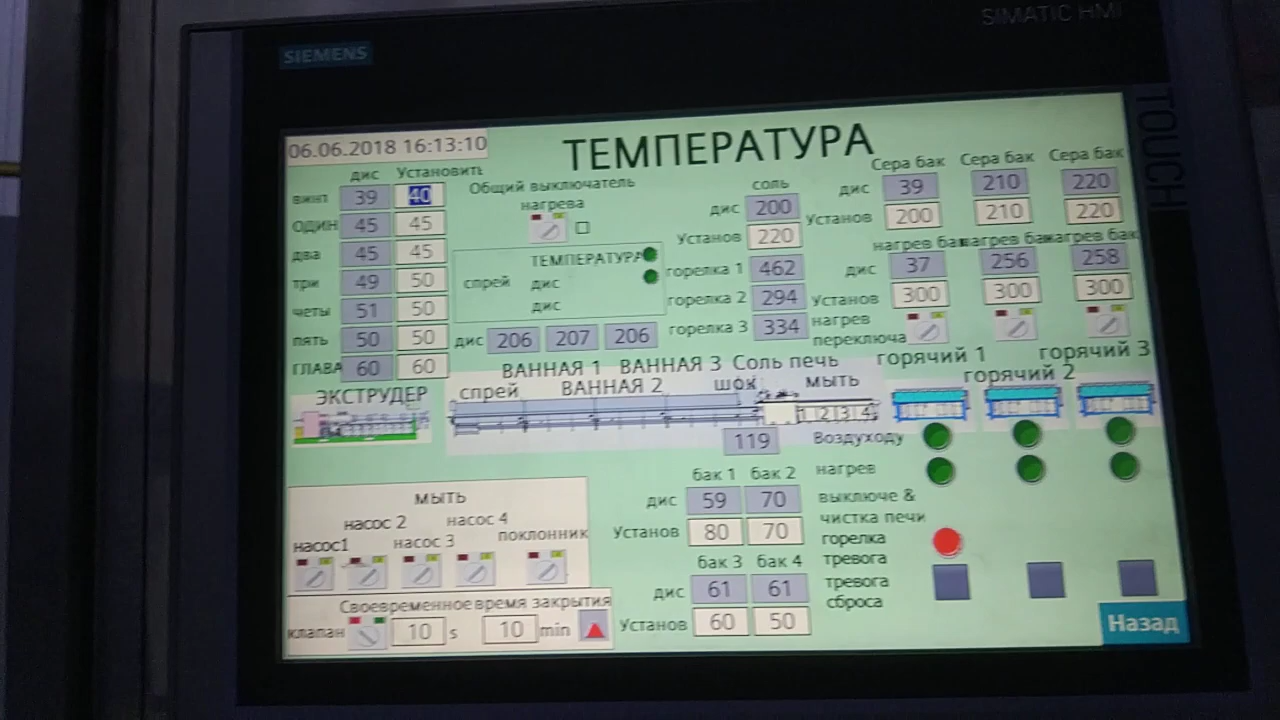 SIMATIC HMI
SIEMENS
TOUCH
06.06.2018 16:13:10
ТЕМПЕРАТУРА
дис Установить
винт 39 40
ОДИН 45 45
два 45 45
три 49 50
четы 51 50
пять 50 50
ГЛАВА 60 60
Общий выключатель
нагрева
ТЕМПЕРАТУРА
спрей дис
дис
дис 206 207 206
соль
дис 200
Установ 220
горелка 1 462
горелка 2 294
горелка 3 334
Сера бак Сера бак Сера бак
дис 39 210 220
Установ 200 210 220
нагрев ба нагрев ба нагрев бак
дис 37 256 258
Установ 300 300 300
нагрев
переключа
горячий 1 горячий 2 горячий 3
ЭКСТРУДЕР
ВАННАЯ 1 ВАННАЯ 3 Соль печь
спрей ВАННАЯ 2 шок мыть
1 2 3 4
119
Воздуходу
нагрев
выключе &
чистка печи
горелка
тревога
тревога
сброса
бак 1 бак 2
дис 59 70
Установ 80 70
бак 3 бак 4
дис 61 61
Установ 60 50
мыть
насос 2 насос 4
насос1 насос 3 поклонник
Своевременное время закрытия
клапан 10 s 10 min
Назад